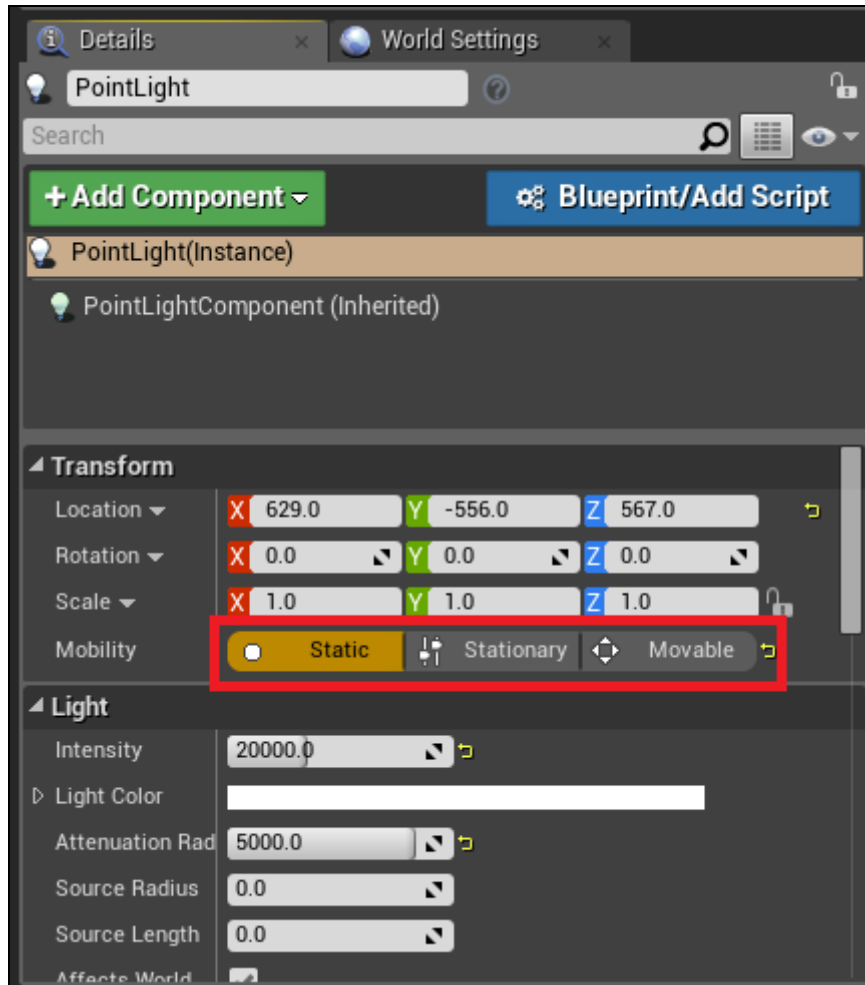 Details World Settings
PointLight
Search
+ Add Component Blueprint/Add Script
PointLight(Instance)
PointLightComponent (Inherited)
Transform
Location X 629.0 Y -556.0 Z 567.0
Rotation X 0.0 Y 0.0 Z 0.0
Scale X 1.0 Y 1.0 Z 1.0
Mobility Static Stationary Movable
Light
Intensity 20000.0
Light Color
Attenuation Rad 5000.0
Source Radius 0.0
Source Length 0.0
Affects World